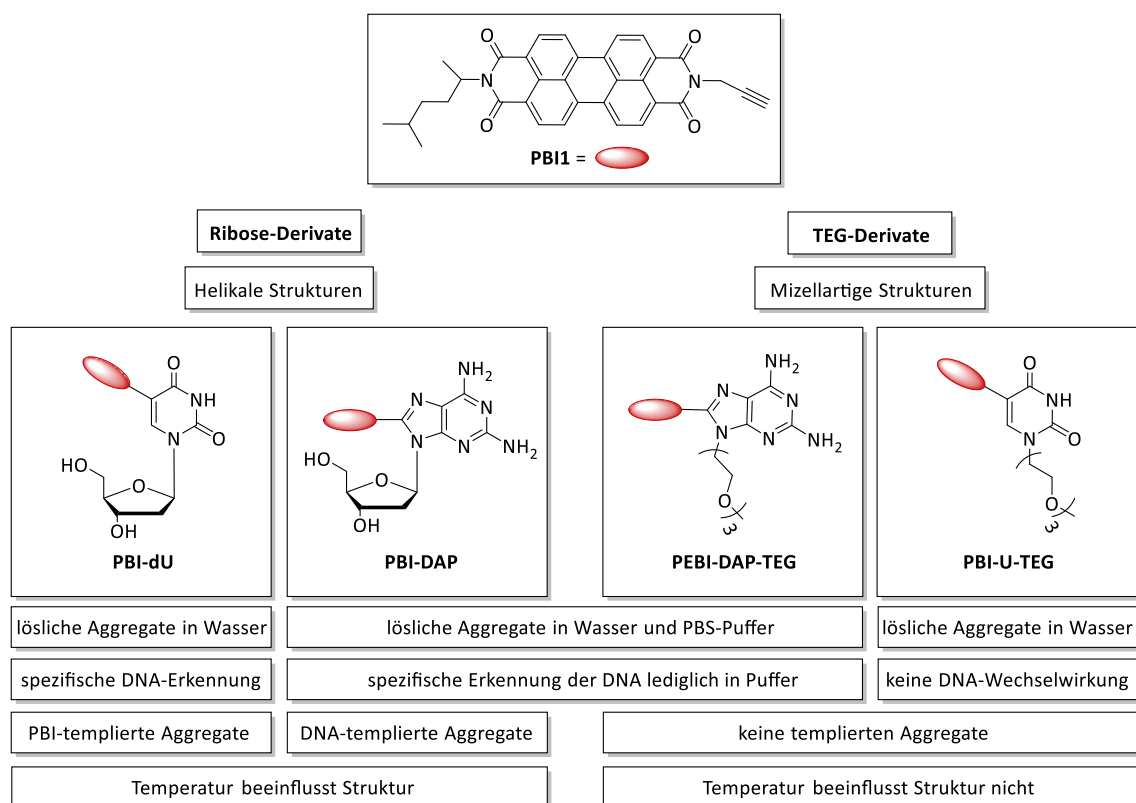 O O
N N
O O
PBI1 =
Ribose-Derivate TEG-Derivate
Helikale Strukturen Mizellartige Strukturen
O NH N O HO O OH
NH2 N N N N NH2 HO O OH
NH2 N N N N NH2 O 3
O NH N O O 3
PBI-dU PBI-DAP PEBI-DAP-TEG PBI-U-TEG
lösliche Aggregate in Wasser lösliche Aggregate in Wasser und PBS-Puffer lösliche Aggregate in Wasser
spezifische DNA-Erkennung spezifische Erkennung der DNA lediglich in Puffer keine DNA-Wechselwirkung
PBI-templierte Aggregate DNA-templierte Aggregate keine templierten Aggregate
Temperatur beeinflusst Struktur Temperatur beeinflusst Struktur nicht